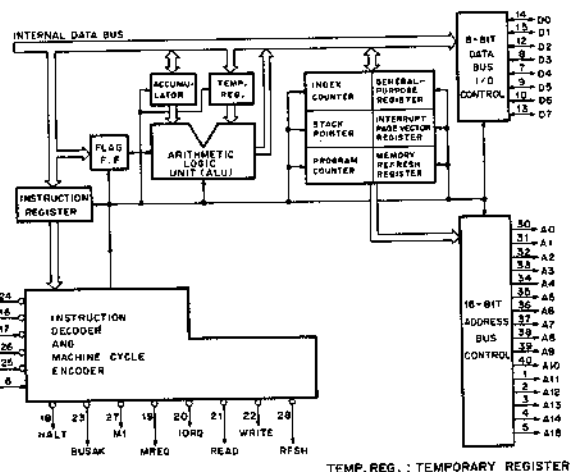 INTERNAL DATA BUS
ACCUMU-
LATOR
TEMP.
REG.
FLAG
F.F
ARITHMETIC
LOGIC
UNIT (ALU)
INSTRUCTION
REGISTER
INDEX
COUNTER
GENERAL-
PURPOSE
REGISTER
STACK
POINTER
INTERRUPT
PAGE VECTOR
REGISTER
PROGRAM
COUNTER
MEMORY
REFRESH
REGISTER
8-BIT
DATA
BUS
I/O
CONTROL
14 D0
15 D1
12 D2
8 D3
7 D4
9 D5
10 D6
13 D7
16-BIT
ADDRESS
BUS
CONTROL
30 A0
31 A1
32 A2
33 A3
34 A4
35 A5
36 A6
37 A7
38 A8
39 A9
40 A10
1 A11
2 A12
3 A13
4 A14
5 A15
24
16
17
26
25
6
INSTRUCTION
DECODER
AND
MACHINE CYCLE
ENCODER
18 23 27 19 20 21 22 28
HALT BUSAK M1 MREQ IORQ READ WRITE RFSH
TEMP. REG. : TEMPORARY REGISTER